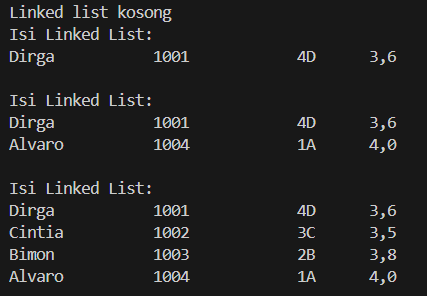 Linked list kosong
Isi Linked List:
Dirga 1001 4D 3,6
Isi Linked List:
Dirga 1001 4D 3,6
Alvaro 1004 1A 4,0
Isi Linked List:
Dirga 1001 4D 3,6
Cintia 1002 3C 3,5
Bimon 1003 2B 3,8
Alvaro 1004 1A 4,0